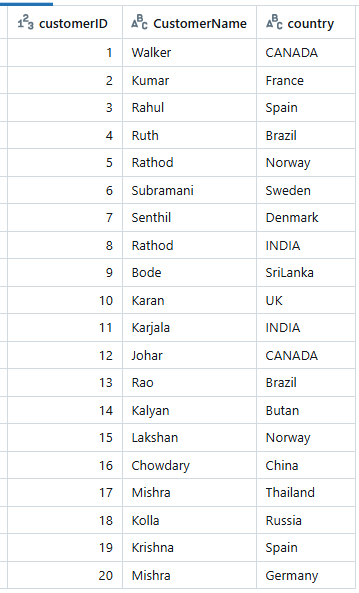 123 customerID ABC CustomerName ABC country
1 Walker CANADA
2 Kumar France
3 Rahul Spain
4 Ruth Brazil
5 Rathod Norway
6 Subramani Sweden
7 Senthil Denmark
8 Rathod INDIA
9 Bode SriLanka
10 Karan UK
11 Karjala INDIA
12 Johar CANADA
13 Rao Brazil
14 Kalyan Butan
15 Lakshan Norway
16 Chowdary China
17 Mishra Thailand
18 Kolla Russia
19 Krishna Spain
20 Mishra Germany